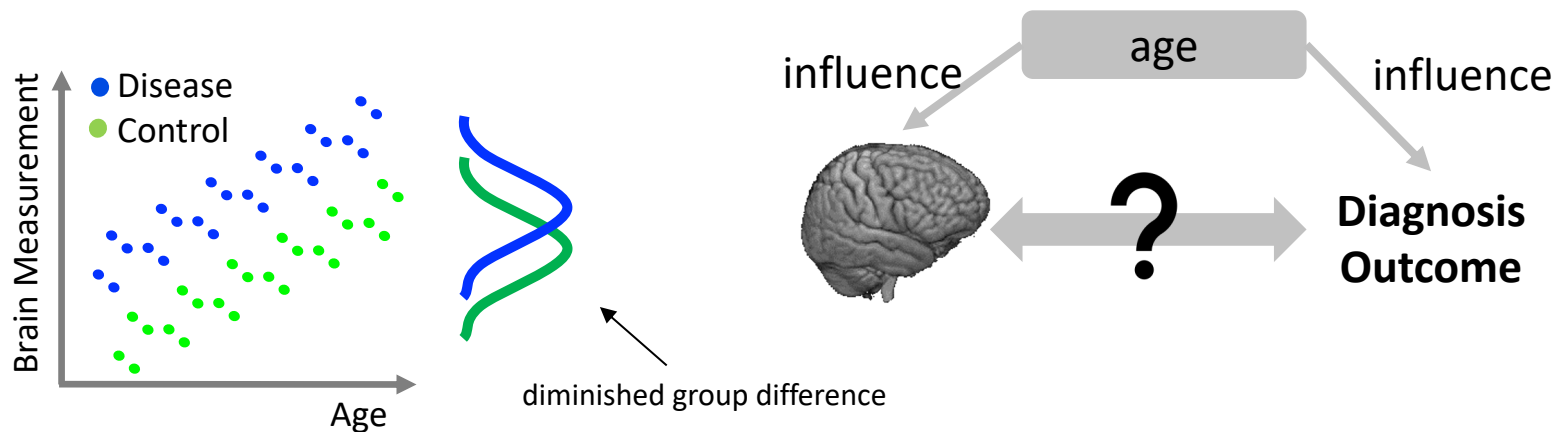 Brain Measurement
Disease
Control
Age
diminished group difference
influence
age
influence
?
Diagnosis
Outcome